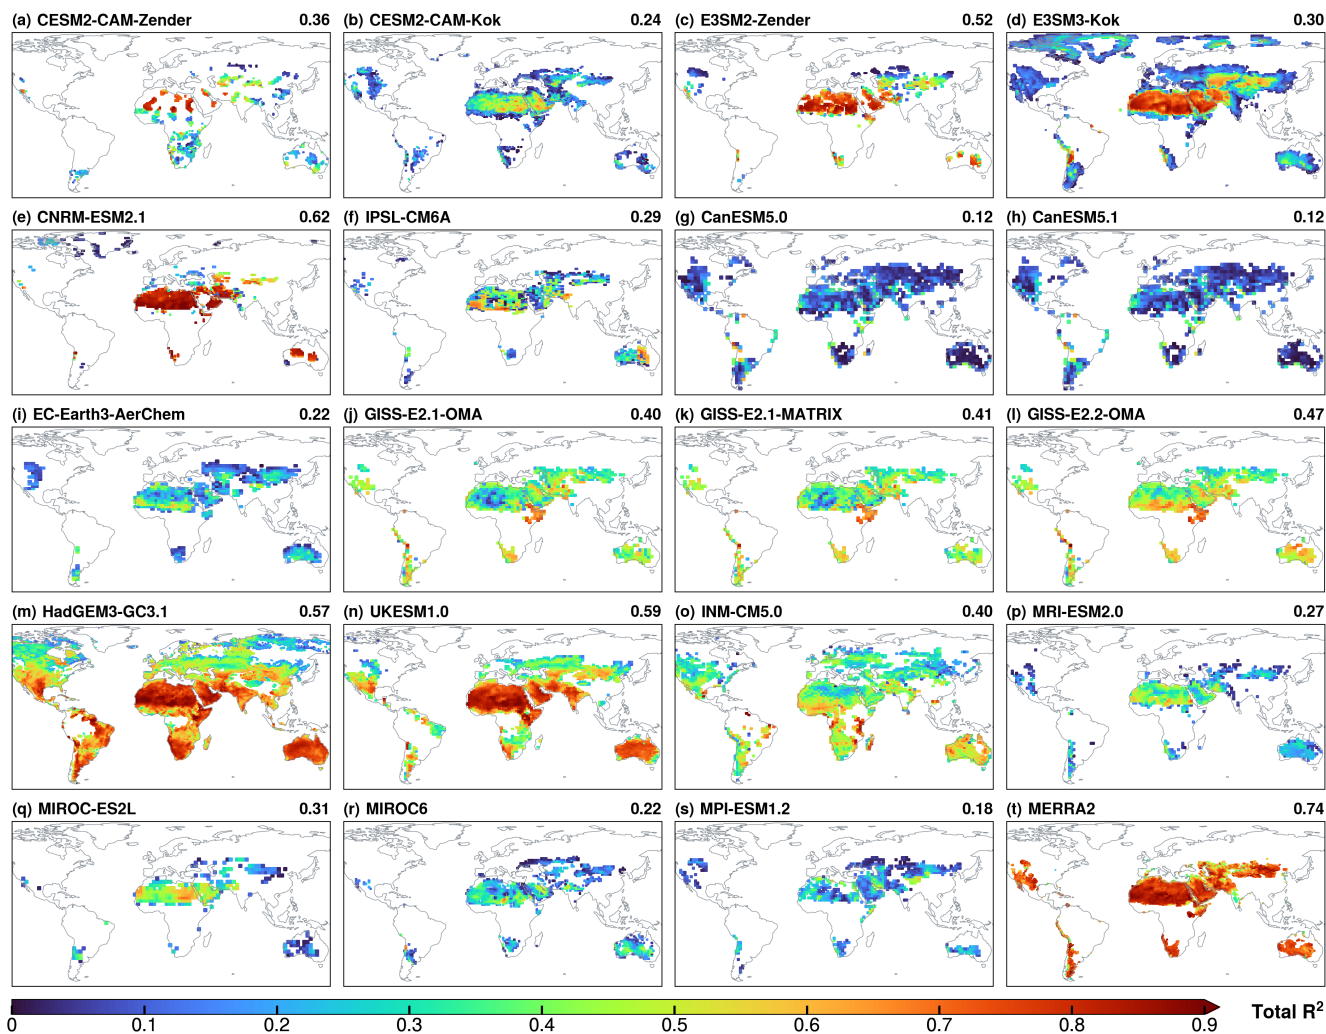 (a) CESM2-CAM-Zender 0.36 (b) CESM2-CAM-Kok 0.24 (c) E3SM2-Zender 0.52 (d) E3SM3-Kok 0.30
(e) CNRM-ESM2.1 0.62 (f) IPSL-CM6A 0.29 (g) CanESM5.0 0.12 (h) CanESM5.1 0.12
(i) EC-Earth3-AerChem 0.22 (j) GISS-E2.1-OMA 0.40 (k) GISS-E2.1-MATRIX 0.41 (l) GISS-E2.2-OMA 0.47
(m) HadGEM3-GC3.1 0.57 (n) UKESM1.0 0.59 (o) INM-CM5.0 0.40 (p) MRI-ESM2.0 0.27
(q) MIROC-ES2L 0.31 (r) MIROC6 0.22 (s) MPI-ESM1.2 0.18 (t) MERRA2 0.74
0 0.1 0.2 0.3 0.4 0.5 0.6 0.7 0.8 0.9 Total R²